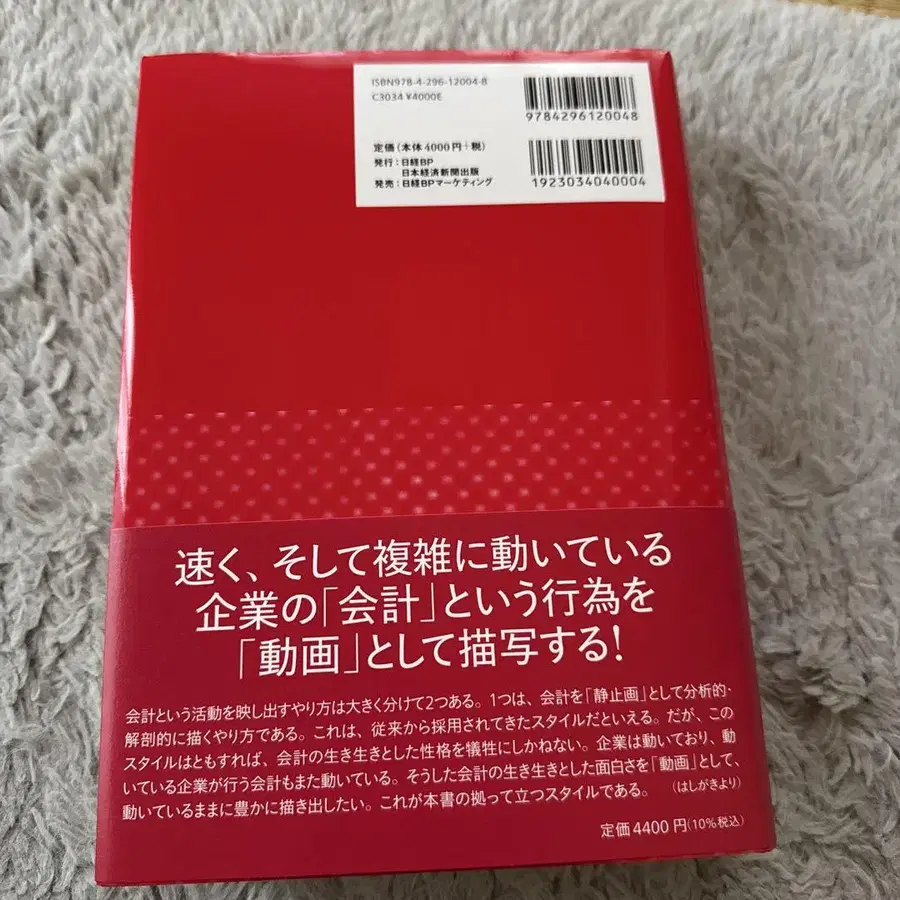 ISBN978-4-296-12004-8
C3034 ¥4000E
9784296120048
定価(本体4000円+税)
発行:日経BP
日本経済新聞出版
発売:日経BPマーケティング
1923034040004
速く、そして複雑に動いている
企業の「会計」という行為を
「動画」として描写する!
会計という活動を映し出すやり方は大きく分けて2つある。1つは、会計を「静止画」として分析的・
解剖的に描くやり方である。これは、従来から採用されてきたスタイルだといえる。だが、この
スタイルはともすれば、会計の生き生きとした性格を犠牲にしかねない。企業は動いており、動
いている企業が行う会計もまた動いている。そうした会計の生き生きとした面白さを「動画」として、
動いているままに豊かに描き出したい。これが本書の拠って立つスタイルである。 (はしがきより)
定価4400円(10%税込)